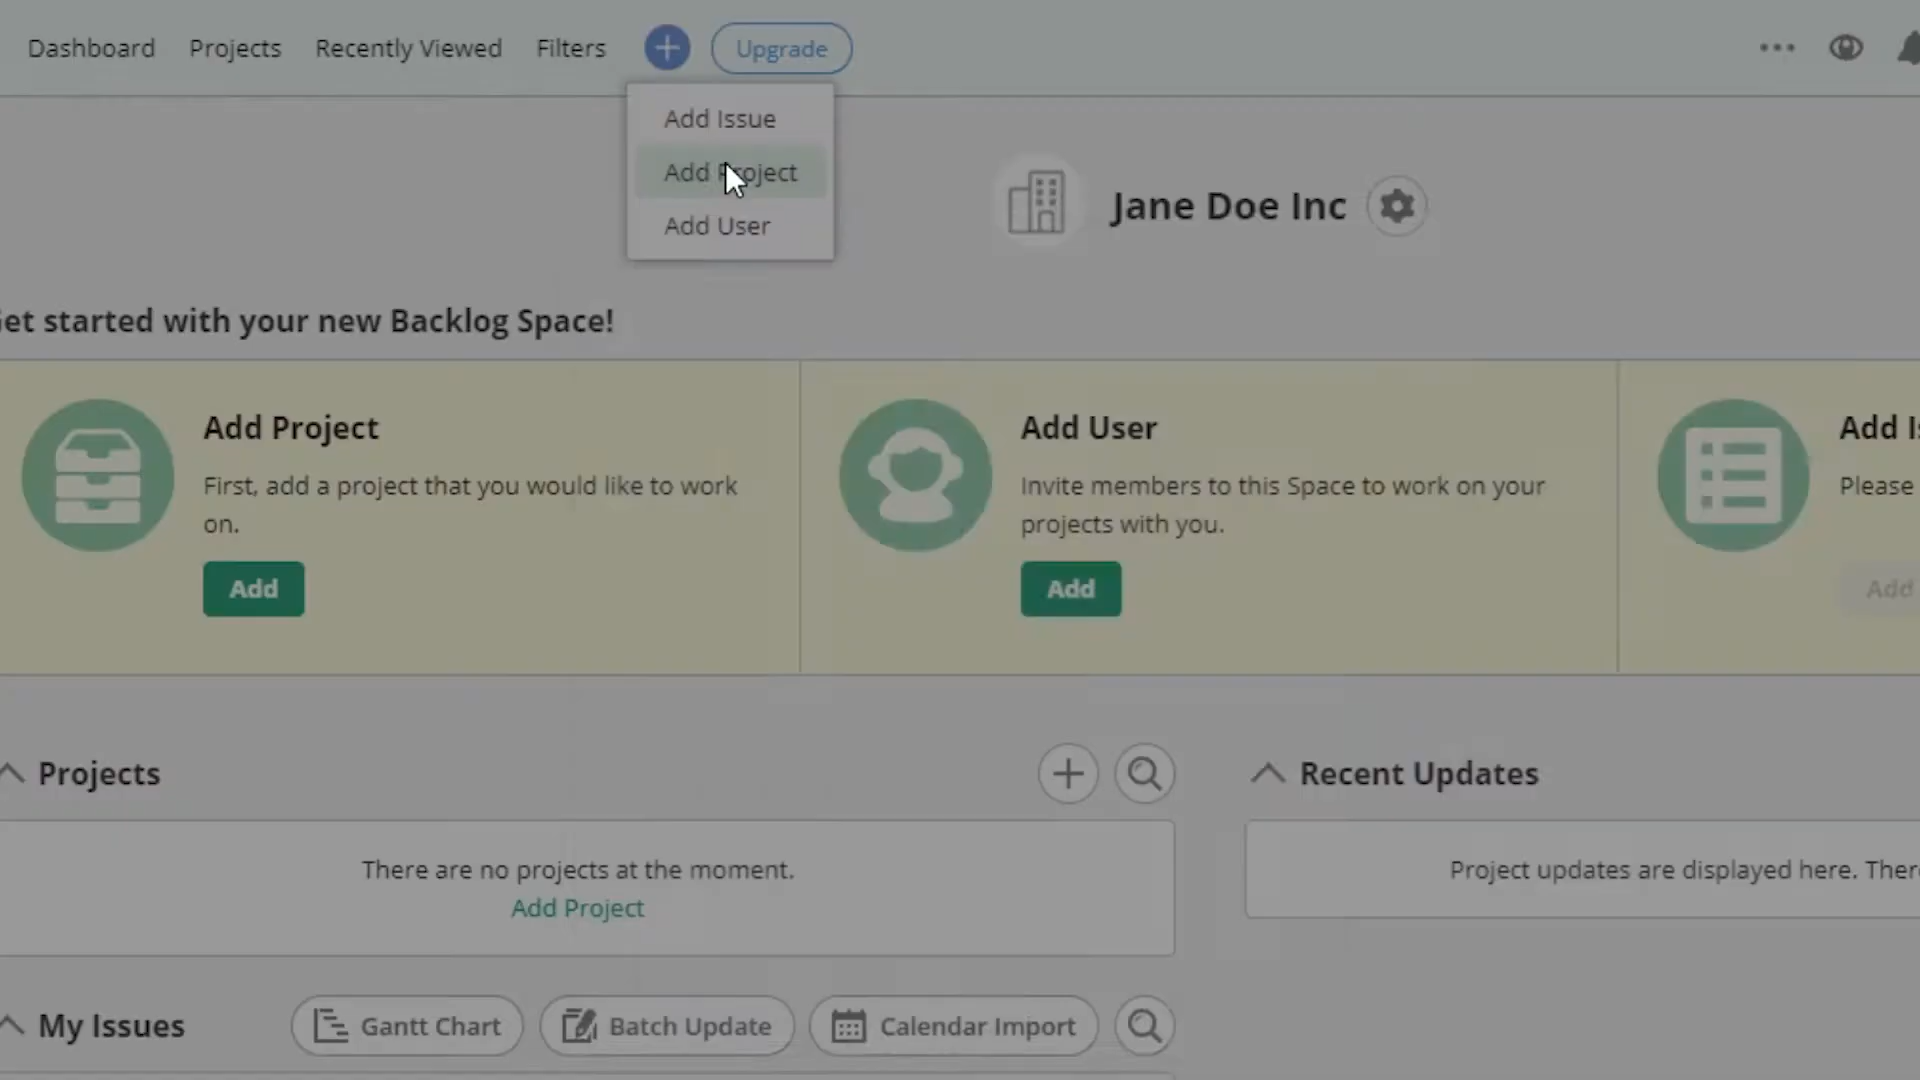 Dashboard Projects Recently Viewed Filters Upgrade
Add Issue
Add Project
Add User
Jane Doe Inc
Get started with your new Backlog Space!
Add Project
First, add a project that you would like to work
on.
Add
Add User
Invite members to this Space to work on your
projects with you.
Add
Add
Please
Add
Projects
There are no projects at the moment.
Add Project
Recent Updates
Project updates are displayed here.
My Issues
Gantt Chart
Batch Update
Calendar Import